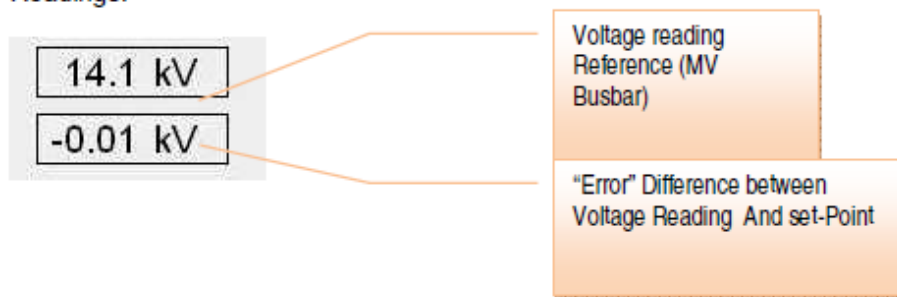 14.1 kV
-0.01 kV
Voltage reading
Reference (MV
Busbar)
“Error” Difference between
Voltage Reading And set-Point